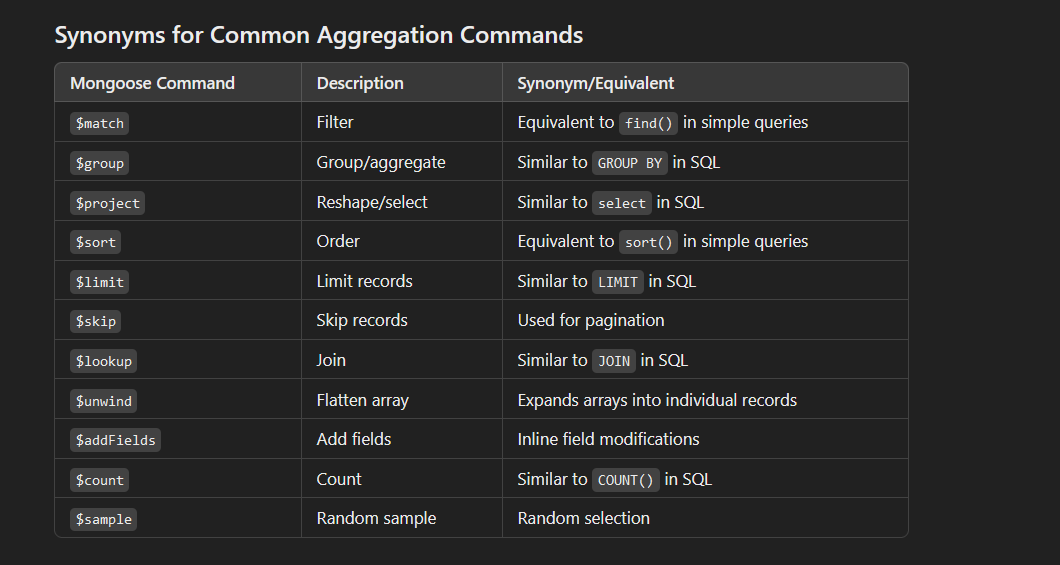 Synonyms for Common Aggregation Commands
Mongoose Command Description Synonym/Equivalent
$match Filter Equivalent to find() in simple queries
$group Group/aggregate Similar to GROUP BY in SQL
$project Reshape/select Similar to select in SQL
$sort Order Equivalent to sort() in simple queries
$limit Limit records Similar to LIMIT in SQL
$skip Skip records Used for pagination
$lookup Join Similar to JOIN in SQL
$unwind Flatten array Expands arrays into individual records
$addFields Add fields Inline field modifications
$count Count Similar to COUNT() in SQL
$sample Random sample Random selection